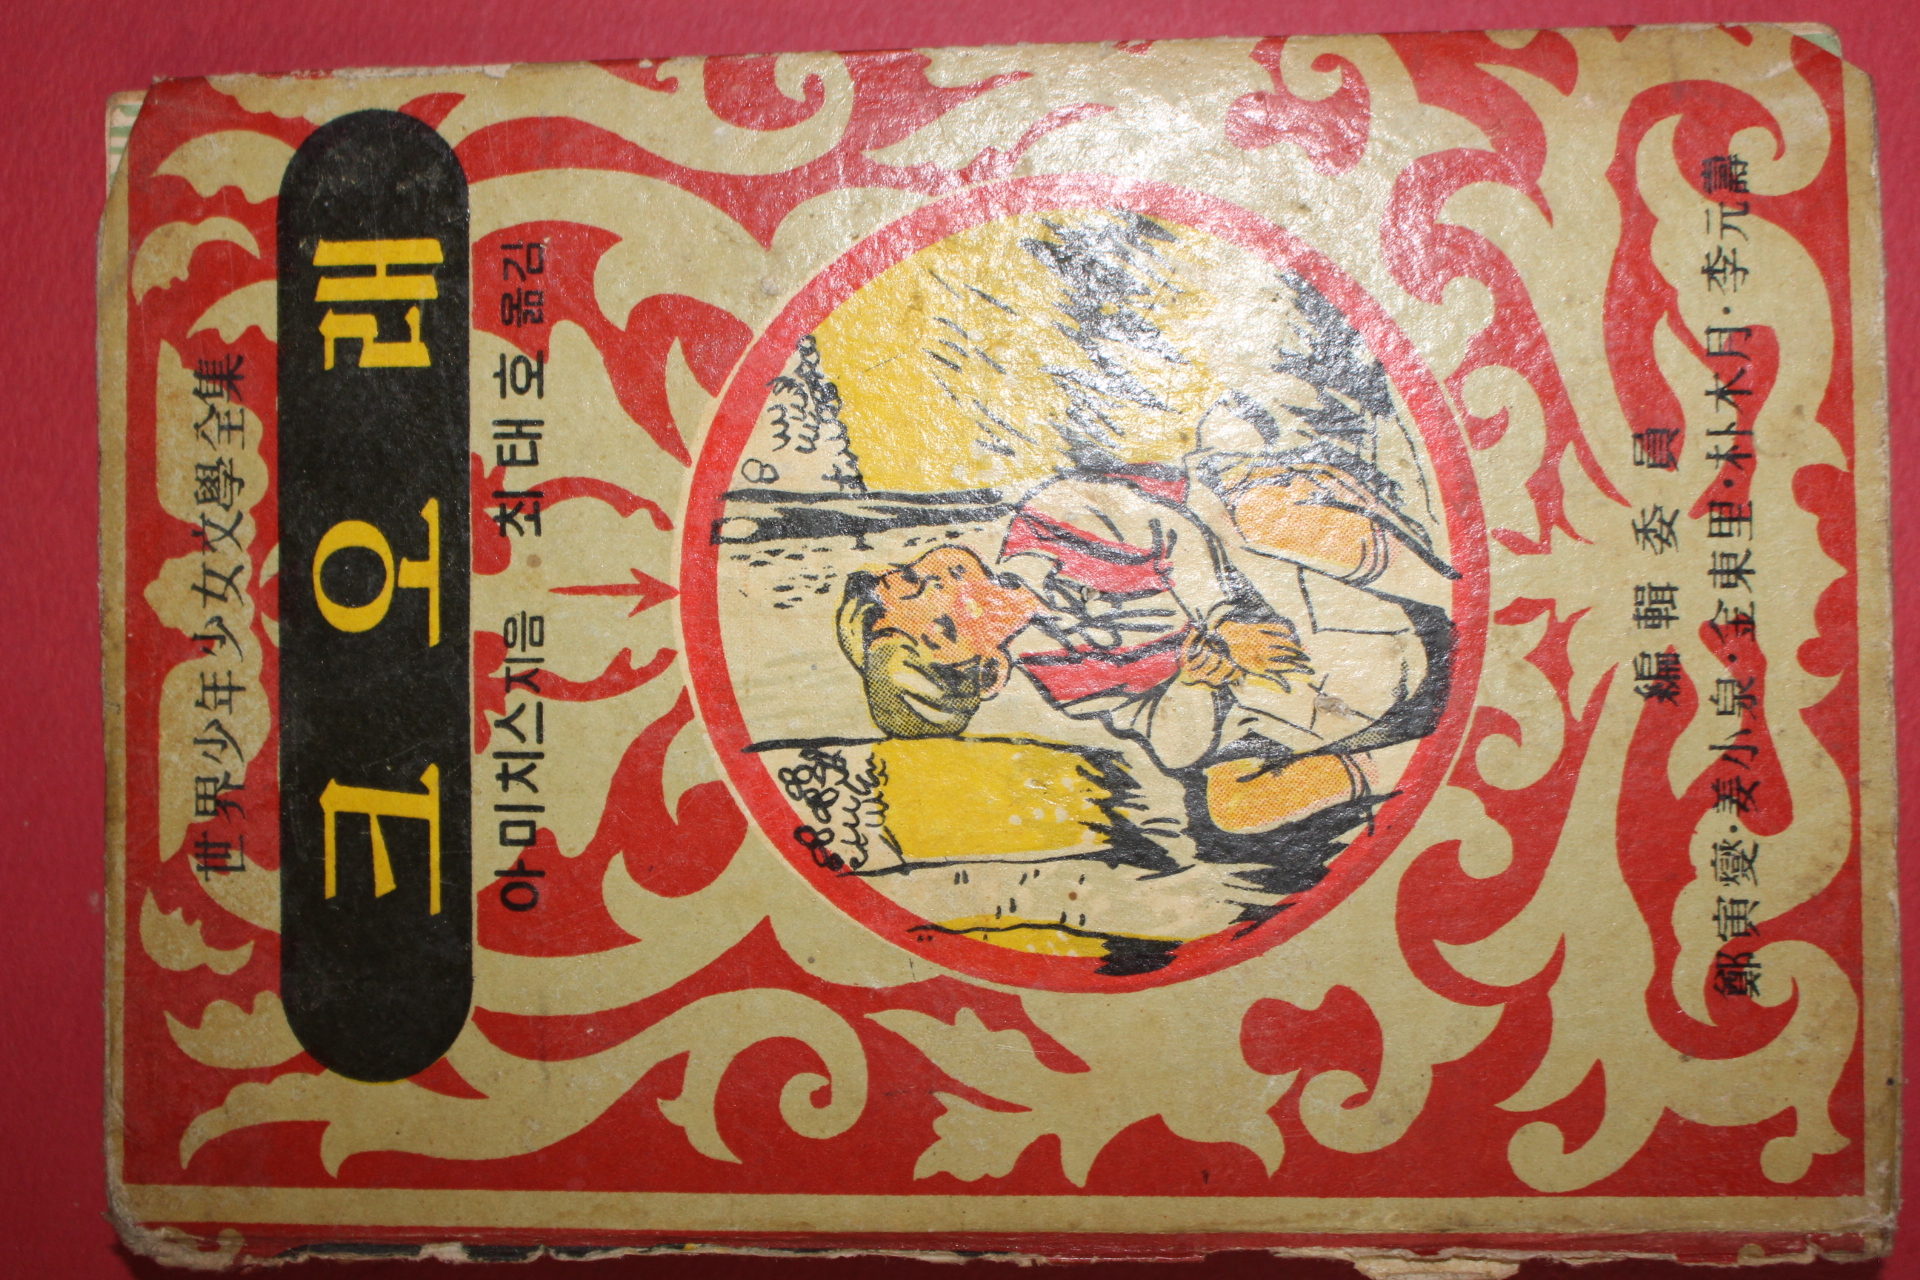 世界少年少女文學全集
크오레
아미치스지음 최태호 옮김
編輯委員
鄭寅燮·姜小泉·金東里·朴木月·李元壽